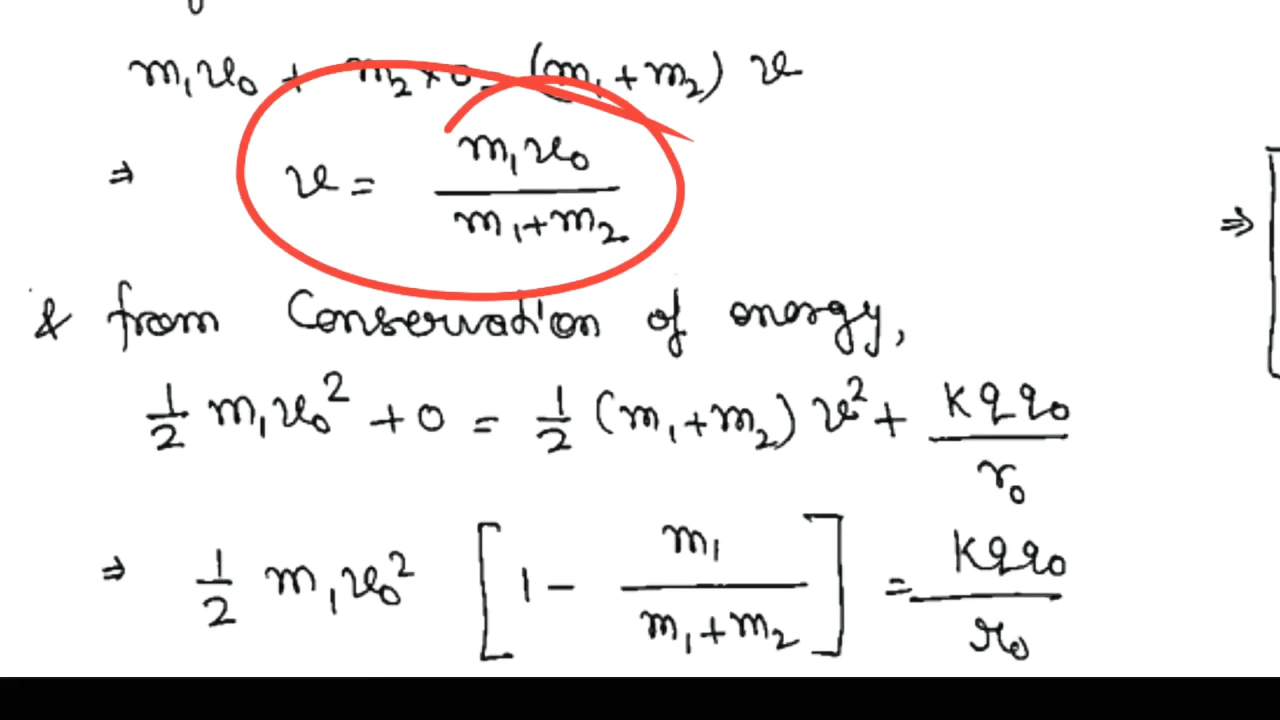 m₁v₀ + m₂×0 = (m₁+m₂) v
⇒ v = m₁v₀ / m₁+m₂
⇒
& from Conservation of energy,
½ m₁v₀² + 0 = ½ (m₁+m₂) v² + Kqq₀ / r₀
⇒ ½ m₁v₀² [1 − m₁ / m₁+m₂] = Kqq₀ / r₀